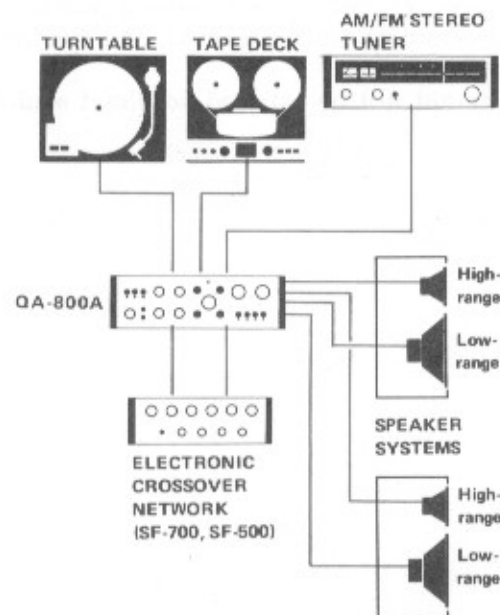 AM/FM STEREO
TUNER
TURNTABLE
TAPE DECK
QA-800A
High-
range
Low-
range
SPEAKER
SYSTEMS
ELECTRONIC
CROSSOVER
NETWORK
(SF-700, SF-500)
High-
range
Low-
range